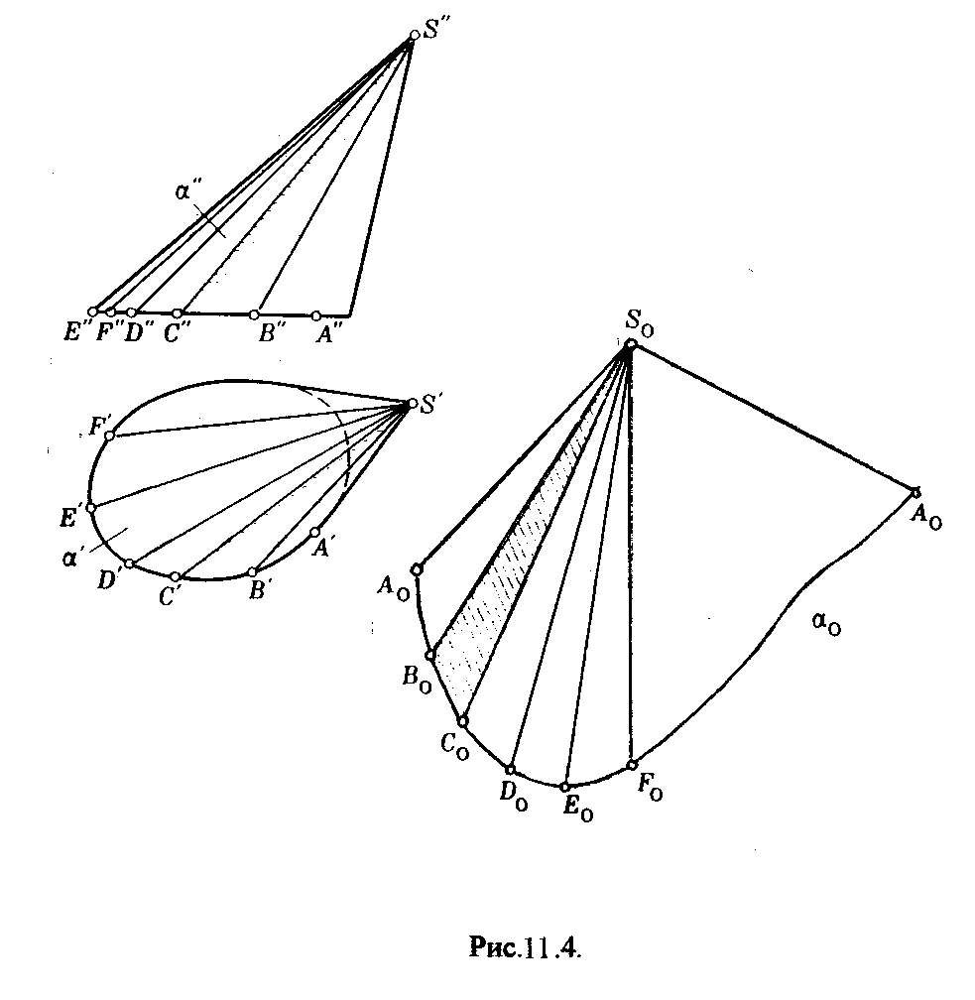 S"
α"
E" F" D" C" B" A"
S'
F'
E'
α'
D'
C'
B'
A'
S₀
A₀
A₀
α₀
B₀
C₀
D₀
E₀
F₀
Рис.11.4.